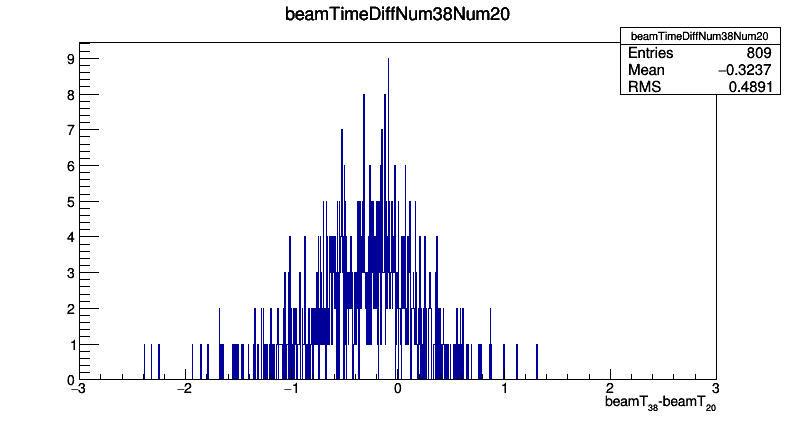 beamTimeDiffNum38Num20
beamTimeDiffNum38Num20
Entries 809
Mean −0.3237
RMS 0.4891
9
8
7
6
5
4
3
2
1
0
−3 −2 −1 0 1 2 3
beamT38-beamT20